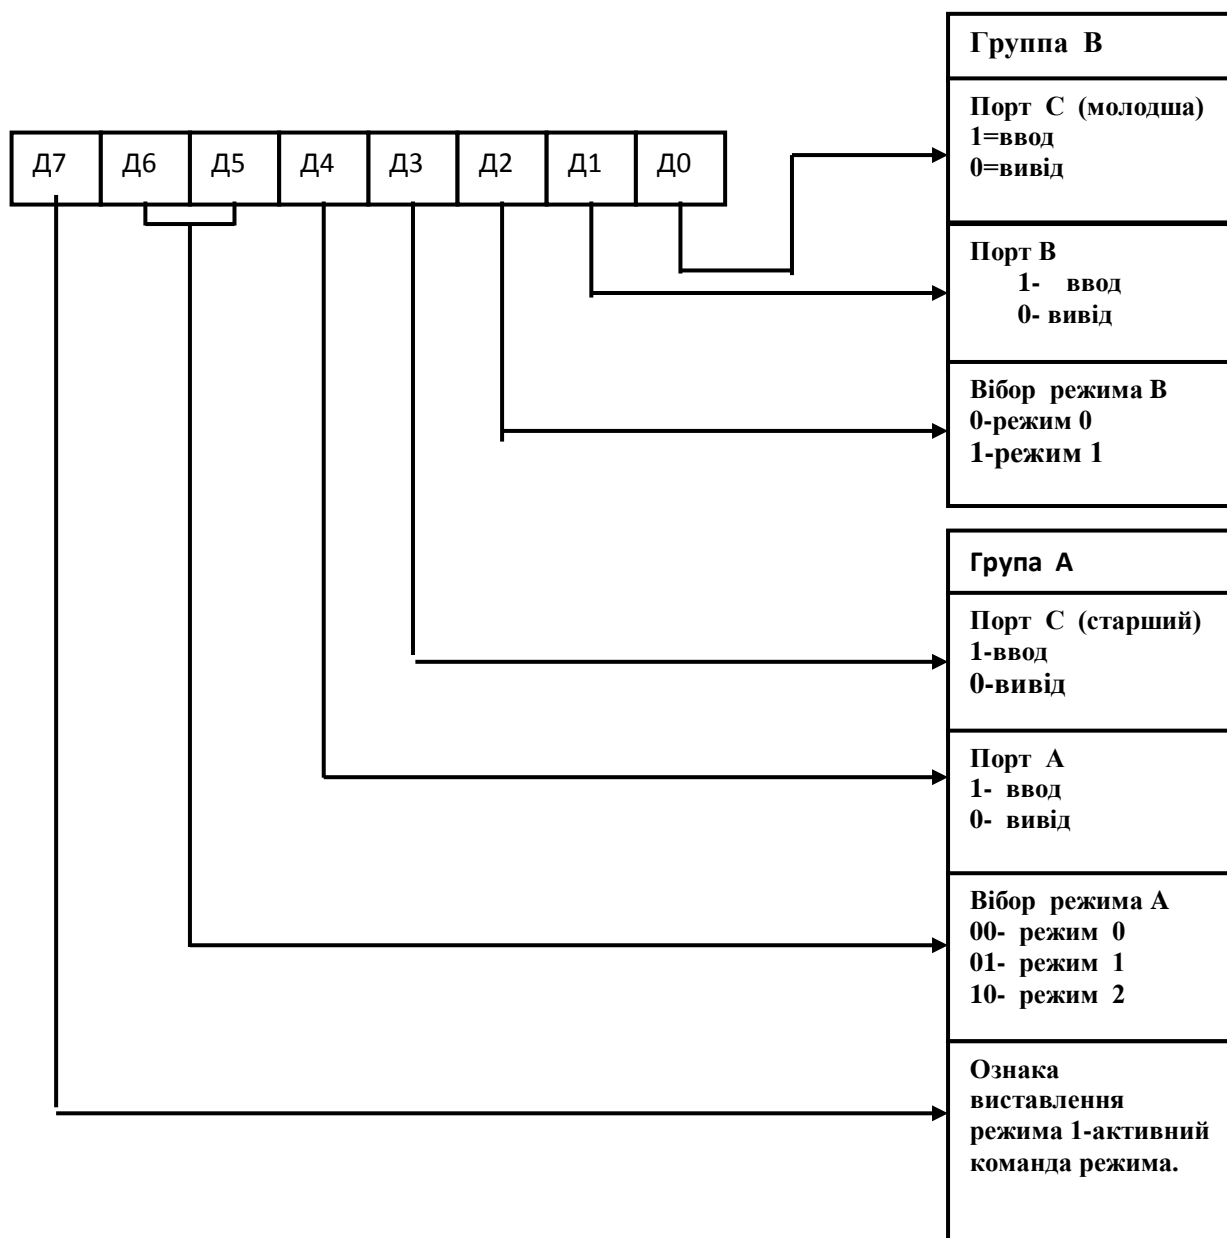 Группа В
Порт С (молодша)
1=ввод
0=вивід
Д7 Д6 Д5 Д4 Д3 Д2 Д1 Д0
Порт В
1- ввод
0- вивід
Вібор режима В
0-режим 0
1-режим 1
Група А
Порт С (старший)
1-ввод
0-вивід
Порт А
1- ввод
0- вивід
Вібор режима А
00- режим 0
01- режим 1
10- режим 2
Ознака
виставлення
режима 1-активний
команда режима.